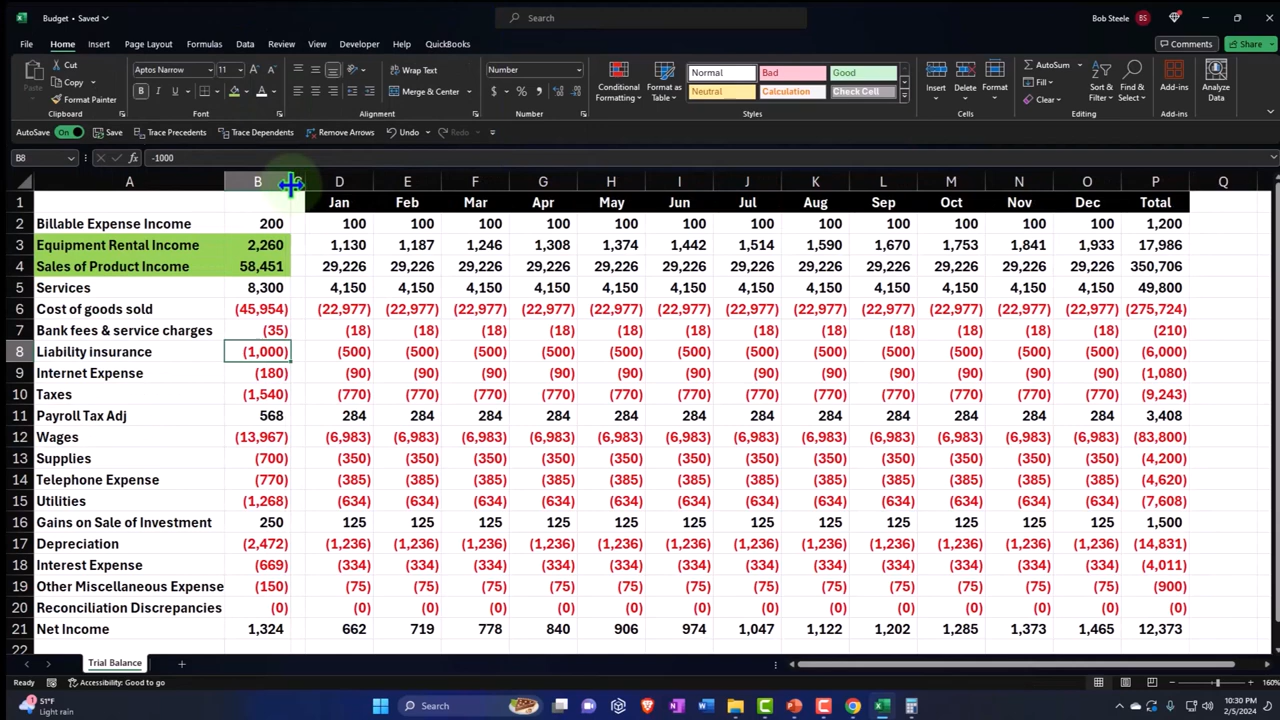 Budget • Saved
Search
Bob Steele BS
File Home Insert Page Layout Formulas Data Review View Developer Help QuickBooks
Comments Share
Paste
Cut
Copy
Format Painter
Clipboard
Aptos Narrow 11
B I U
Font
Wrap Text
Merge & Center
Alignment
Number
Number
Conditional Formatting
Format as Table
Normal Bad Good
Neutral Calculation Check Cell
Styles
Insert Delete Format
Cells
AutoSum
Fill
Clear
Sort & Filter
Find & Select
Editing
Add-ins
Add-ins
Analyze Data
AutoSave On Save Trace Precedents Trace Dependents Remove Arrows Undo Redo
B8 fx -1000
A B D E F G H I J K L M N O P Q
1 Jan Feb Mar Apr May Jun Jul Aug Sep Oct Nov Dec Total
2 Billable Expense Income 200 100 100 100 100 100 100 100 100 100 100 100 100 1,200
3 Equipment Rental Income 2,260 1,130 1,187 1,246 1,308 1,374 1,442 1,514 1,590 1,670 1,753 1,841 1,933 17,986
4 Sales of Product Income 58,451 29,226 29,226 29,226 29,226 29,226 29,226 29,226 29,226 29,226 29,226 29,226 29,226 350,706
5 Services 8,300 4,150 4,150 4,150 4,150 4,150 4,150 4,150 4,150 4,150 4,150 4,150 4,150 49,800
6 Cost of goods sold (45,954) (22,977) (22,977) (22,977) (22,977) (22,977) (22,977) (22,977) (22,977) (22,977) (22,977) (22,977) (22,977) (275,724)
7 Bank fees & service charges (35) (18) (18) (18) (18) (18) (18) (18) (18) (18) (18) (18) (18) (210)
8 Liability insurance (1,000) (500) (500) (500) (500) (500) (500) (500) (500) (500) (500) (500) (500) (6,000)
9 Internet Expense (180) (90) (90) (90) (90) (90) (90) (90) (90) (90) (90) (90) (90) (1,080)
10 Taxes (1,540) (770) (770) (770) (770) (770) (770) (770) (770) (770) (770) (770) (770) (9,243)
11 Payroll Tax Adj 568 284 284 284 284 284 284 284 284 284 284 284 284 3,408
12 Wages (13,967) (6,983) (6,983) (6,983) (6,983) (6,983) (6,983) (6,983) (6,983) (6,983) (6,983) (6,983) (6,983) (83,800)
13 Supplies (700) (350) (350) (350) (350) (350) (350) (350) (350) (350) (350) (350) (350) (4,200)
14 Telephone Expense (770) (385) (385) (385) (385) (385) (385) (385) (385) (385) (385) (385) (385) (4,620)
15 Utilities (1,268) (634) (634) (634) (634) (634) (634) (634) (634) (634) (634) (634) (634) (7,608)
16 Gains on Sale of Investment 250 125 125 125 125 125 125 125 125 125 125 125 125 1,500
17 Depreciation (2,472) (1,236) (1,236) (1,236) (1,236) (1,236) (1,236) (1,236) (1,236) (1,236) (1,236) (1,236) (1,236) (14,831)
18 Interest Expense (669) (334) (334) (334) (334) (334) (334) (334) (334) (334) (334) (334) (334) (4,011)
19 Other Miscellaneous Expense (150) (75) (75) (75) (75) (75) (75) (75) (75) (75) (75) (75) (75) (900)
20 Reconciliation Discrepancies (0) (0) (0) (0) (0) (0) (0) (0) (0) (0) (0) (0) (0) (0)
21 Net Income 1,324 662 719 778 840 906 974 1,047 1,122 1,202 1,285 1,373 1,465 12,373
22
Trial Balance
Ready Accessibility: Good to go 160%
1
51°F
Light rain
Search
10:30 PM
2/5/2024